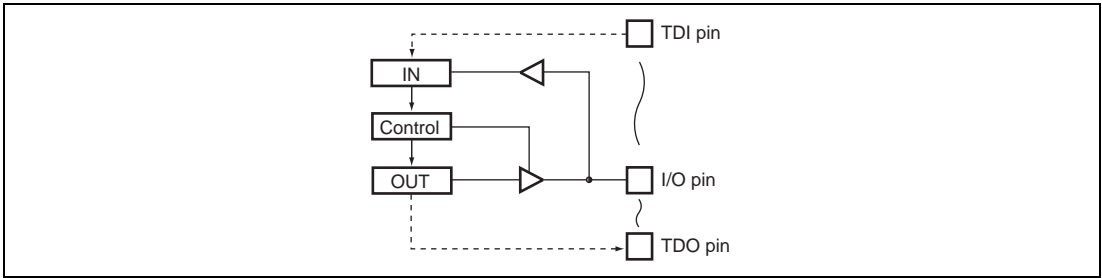 TDI pin
IN
Control
OUT
I/O pin
TDO pin